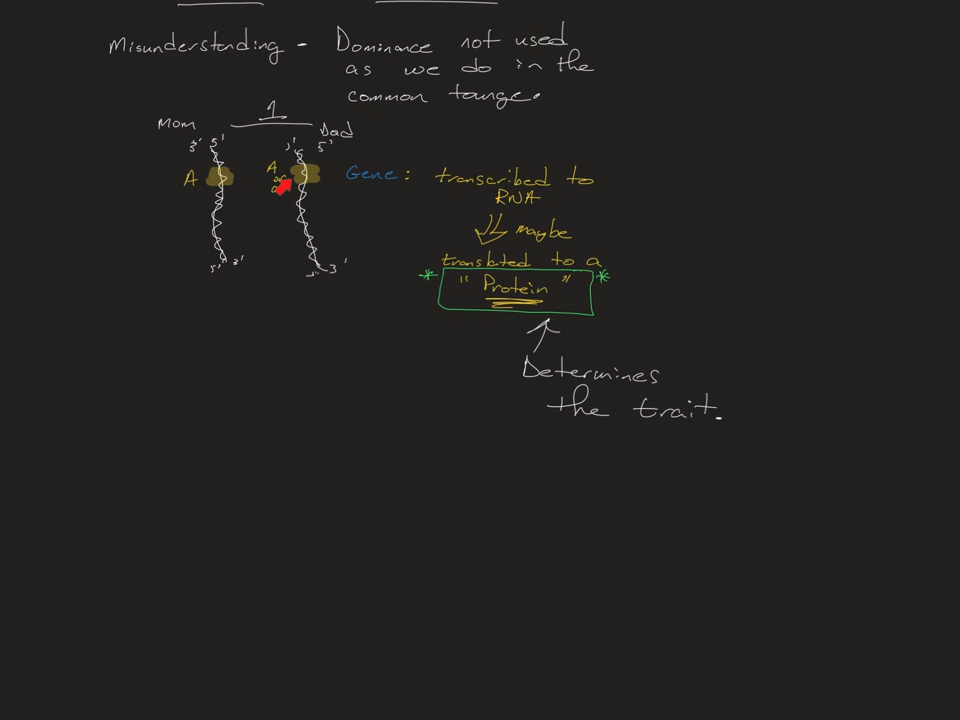 Misunderstanding - Dominance not used
as we do in the
common tounge.
1
Mom
Dad
3' 5'
5'
A
A
or
a
Gene: transcribed to
RNA
maybe
translated to a
* "Protein" *
5' 3'
3'
Determines
the trait.